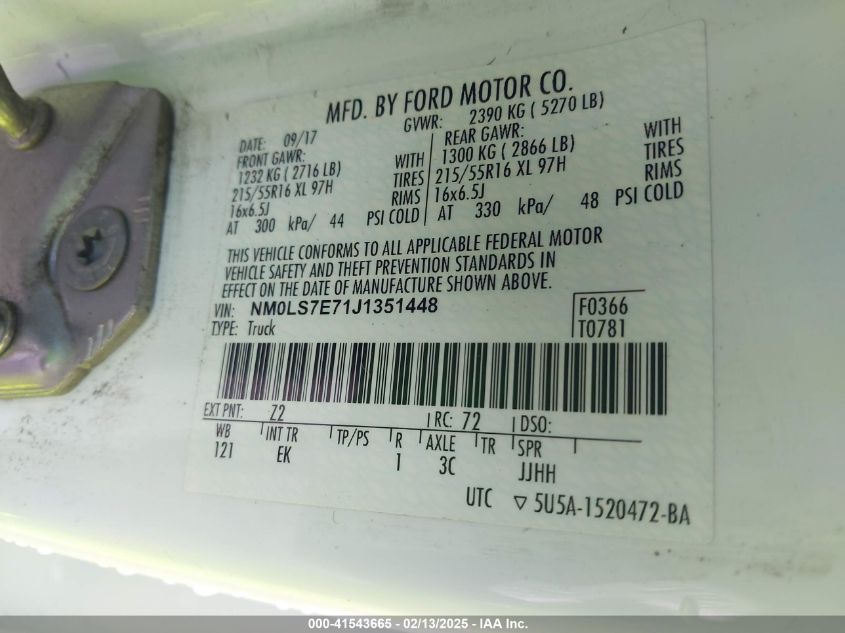 MFD. BY FORD MOTOR CO.
DATE: 09/17 GVWR: 2390 KG ( 5270 LB)
FRONT GAWR: REAR GAWR:
1232 KG ( 2716 LB) WITH 1300 KG ( 2866 LB) WITH
215/55R16 XL 97H TIRES 215/55R16 XL 97H TIRES
16x6.5J RIMS 16x6.5J RIMS
AT 300 kPa/ 44 PSI COLD AT 330 kPa/ 48 PSI COLD
THIS VEHICLE CONFORMS TO ALL APPLICABLE FEDERAL MOTOR
VEHICLE SAFETY AND THEFT PREVENTION STANDARDS IN
EFFECT ON THE DATE OF MANUFACTURE SHOWN ABOVE.
VIN: NM0LS7E71J1351448 F0366
TYPE: Truck T0781
EXT PNT: Z2 RC: 72 DSO:
WB INT TR TP/PS R AXLE TR SPR
121 EK 1 3C JJHH
UTC ▽ 5U5A-1520472-BA
000-41543665 - 02/13/2025 - IAA Inc.